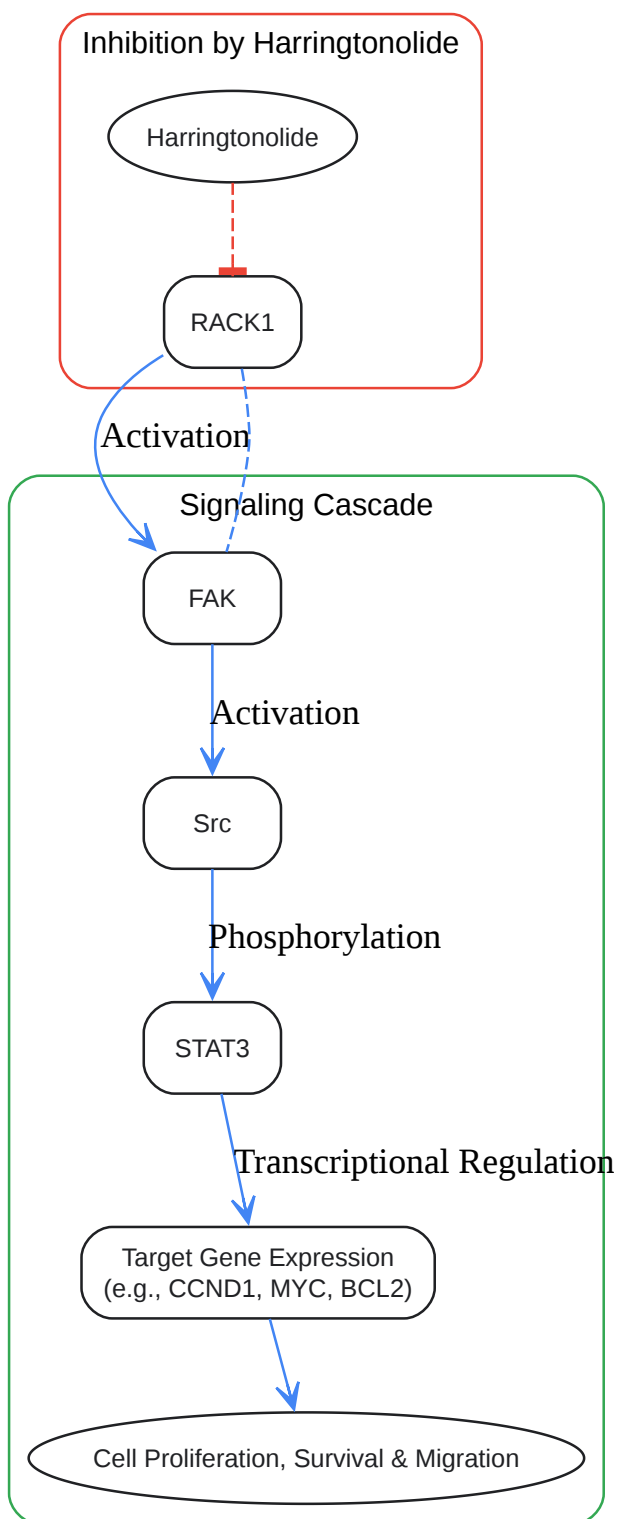 Inhibition by Harringtonolide
Harringtonolide
RACK1
Activation
Signaling Cascade
FAK
Activation
Src
Phosphorylation
STAT3
Transcriptional Regulation
Target Gene Expression
(e.g., CCND1, MYC, BCL2)
Cell Proliferation, Survival & Migration